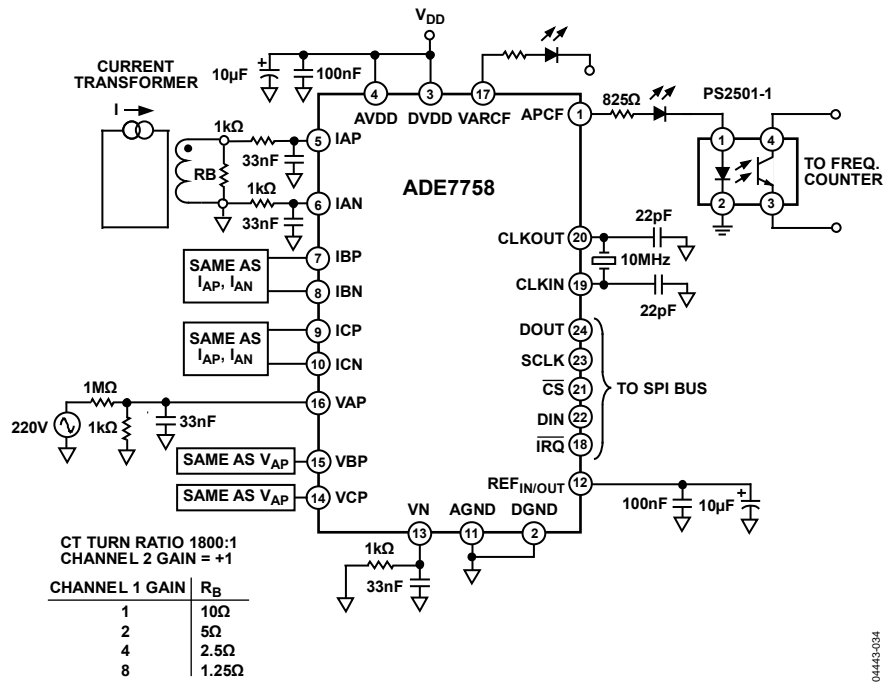 VDD
10µF
+
100nF
825Ω
PS2501-1
CURRENT
TRANSFORMER
I
4
3
17
AVDD
DVDD
VARCF
APCF
1
1
4
TO FREQ.
COUNTER
2
3
1kΩ
33nF
5
IAP
RB
ADE7758
1kΩ
33nF
6
IAN
CLKOUT
20
22pF
10MHz
CLKIN
19
22pF
SAME AS
IAP, IAN
7
IBP
8
IBN
SAME AS
IAP, IAN
9
ICP
10
ICN
DOUT
24
SCLK
23
CS
21
DIN
22
IRQ
18
TO SPI BUS
1MΩ
220V
1kΩ
33nF
16
VAP
SAME AS VAP
15
VBP
SAME AS VAP
14
VCP
REFIN/OUT
12
100nF
10µF
+
VN
AGND
DGND
13
11
2
1kΩ
33nF
CT TURN RATIO 1800:1
CHANNEL 2 GAIN = +1
CHANNEL 1 GAIN RB
1 10Ω
2 5Ω
4 2.5Ω
8 1.25Ω
04443-034